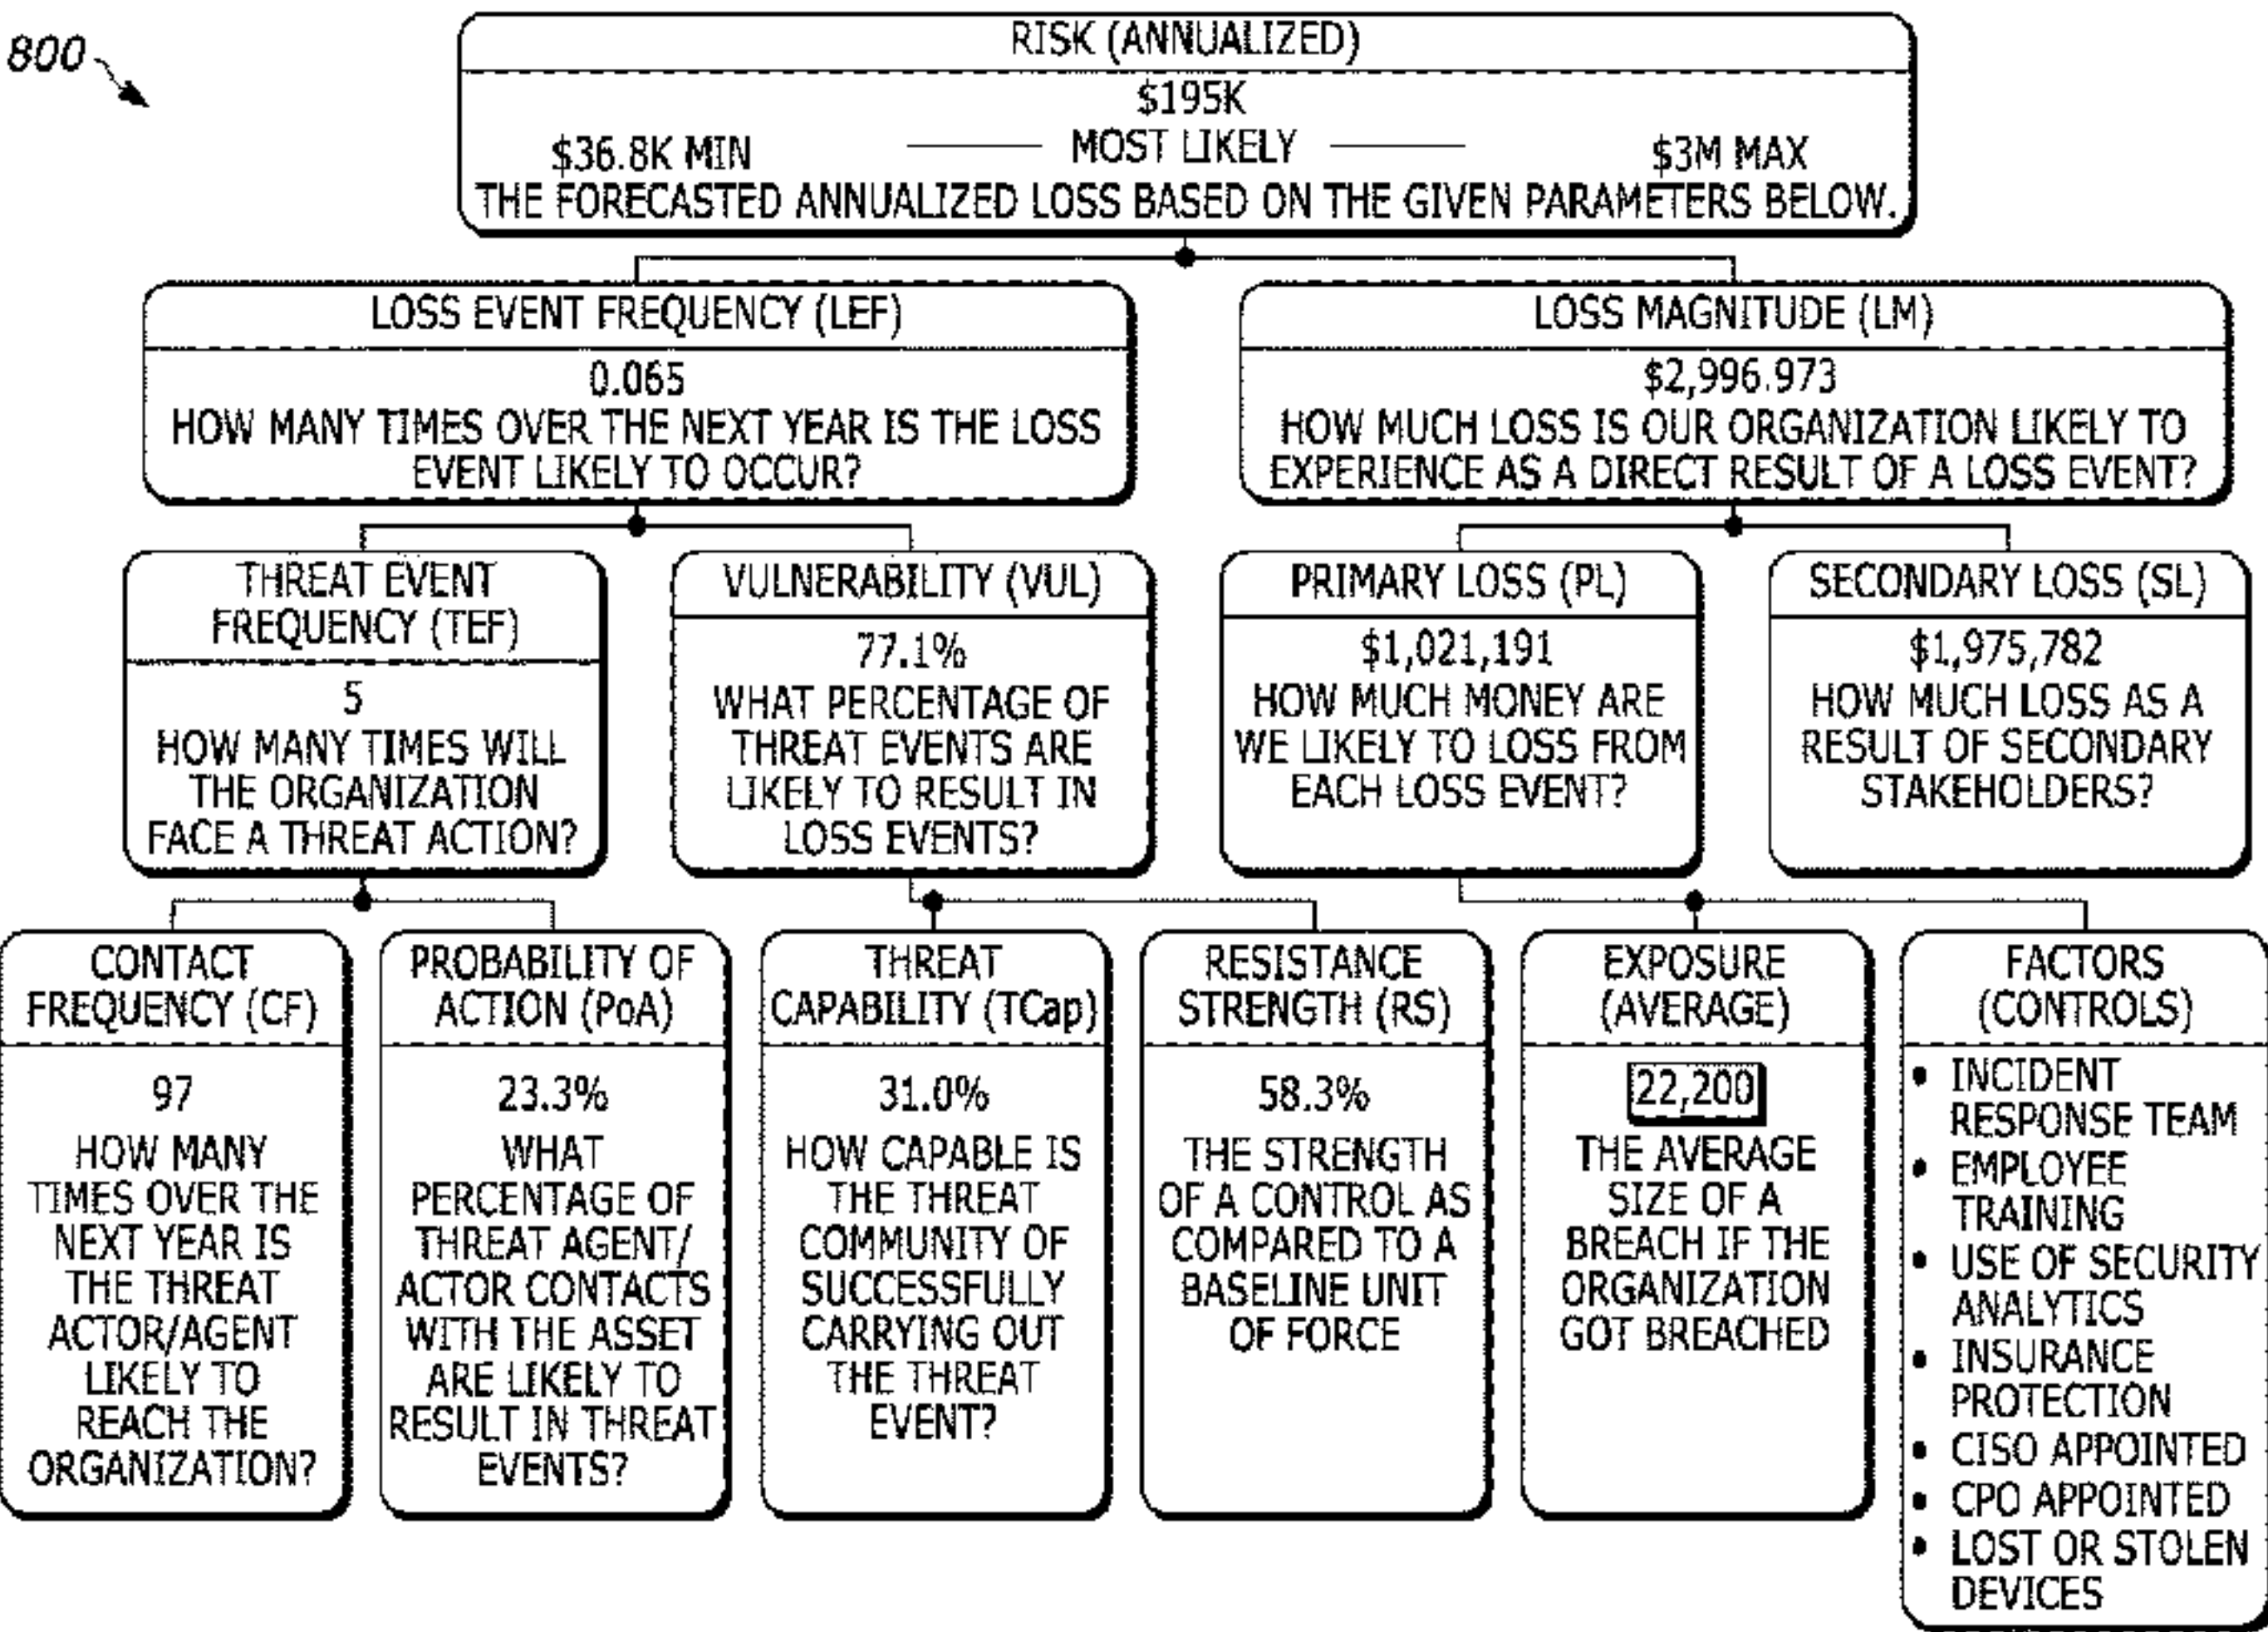 800
RISK (ANNUALIZED)
$195K
$36.8K MIN
MOST LIKELY
$3M MAX
THE FORECASTED ANNUALIZED LOSS BASED ON THE GIVEN PARAMETERS BELOW.
LOSS EVENT FREQUENCY (LEF)
0.065
HOW MANY TIMES OVER THE NEXT YEAR IS THE LOSS
EVENT LIKELY TO OCCUR?
LOSS MAGNITUDE (LM)
$2,996.973
HOW MUCH LOSS IS OUR ORGANIZATION LIKELY TO
EXPERIENCE AS A DIRECT RESULT OF A LOSS EVENT?
THREAT EVENT
FREQUENCY (TEF)
5
HOW MANY TIMES WILL
THE ORGANIZATION
FACE A THREAT ACTION?
VULNERABILITY (VUL)
77.1%
WHAT PERCENTAGE OF
THREAT EVENTS ARE
LIKELY TO RESULT IN
LOSS EVENTS?
PRIMARY LOSS (PL)
$1,021,191
HOW MUCH MONEY ARE
WE LIKELY TO LOSS FROM
EACH LOSS EVENT?
SECONDARY LOSS (SL)
$1,975,782
HOW MUCH LOSS AS A
RESULT OF SECONDARY
STAKEHOLDERS?
CONTACT
FREQUENCY (CF)
97
HOW MANY
TIMES OVER THE
NEXT YEAR IS
THE THREAT
ACTOR/AGENT
LIKELY TO
REACH THE
ORGANIZATION?
PROBABILITY OF
ACTION (PoA)
23.3%
WHAT
PERCENTAGE OF
THREAT AGENT/
ACTOR CONTACTS
WITH THE ASSET
ARE LIKELY TO
RESULT IN THREAT
EVENTS?
THREAT
CAPABILITY (TCap)
31.0%
HOW CAPABLE IS
THE THREAT
COMMUNITY OF
SUCCESSFULLY
CARRYING OUT
THE THREAT
EVENT?
RESISTANCE
STRENGTH (RS)
58.3%
THE STRENGTH
OF A CONTROL AS
COMPARED TO A
BASELINE UNIT
OF FORCE
EXPOSURE
(AVERAGE)
22,200
THE AVERAGE
SIZE OF A
BREACH IF THE
ORGANIZATION
GOT BREACHED
FACTORS
(CONTROLS)
• INCIDENT
RESPONSE TEAM
• EMPLOYEE
TRAINING
• USE OF SECURITY
ANALYTICS
• INSURANCE
PROTECTION
• CISO APPOINTED
• CPO APPOINTED
• LOST OR STOLEN
DEVICES